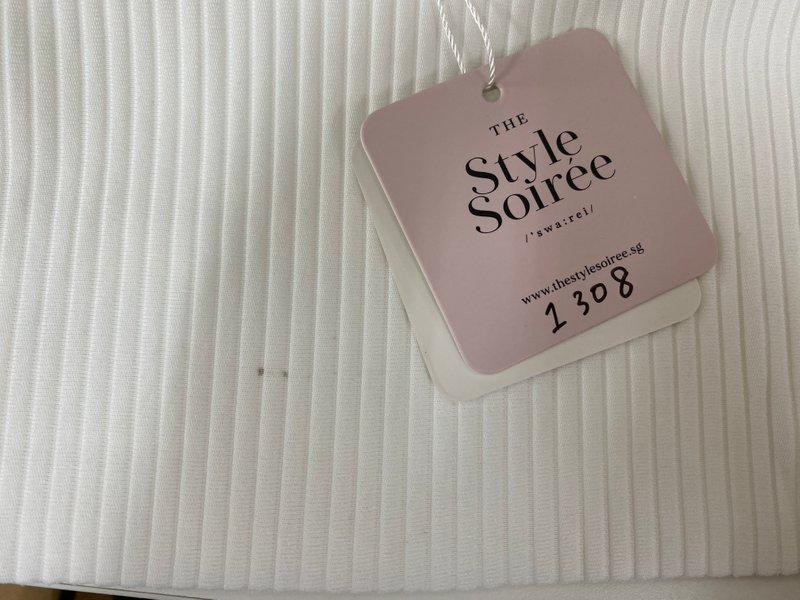 THE
Style
Soirée
/'swa:rei/
www.thestylesoiree.sg
1308